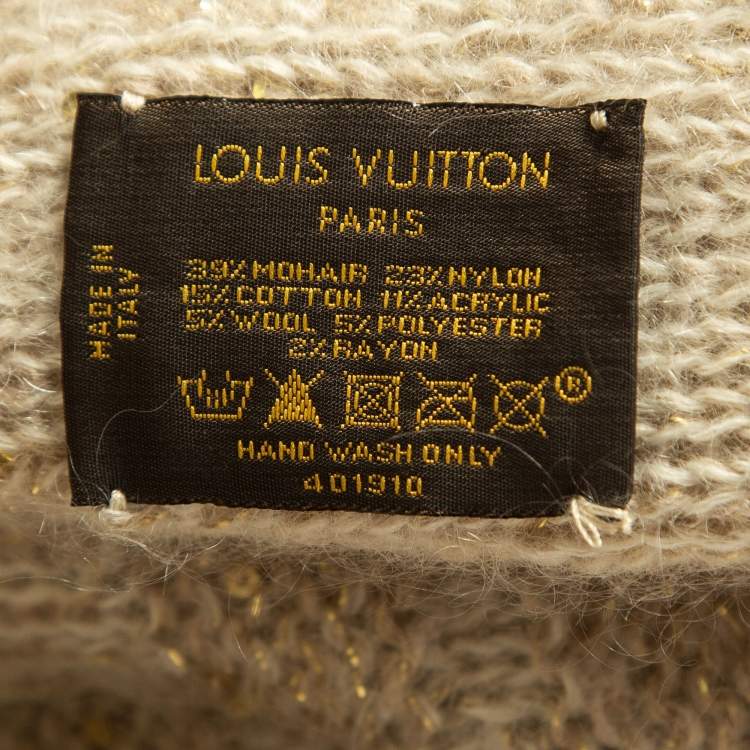 LOUIS VUITTON
PARIS
39%MOHAIR 23%NYLON
15%COTTON 11%ACRYLIC
5%WOOL 5%POLYESTER
2%RAYON
®
HAND WASH ONLY
401910
MADE IN
ITALY